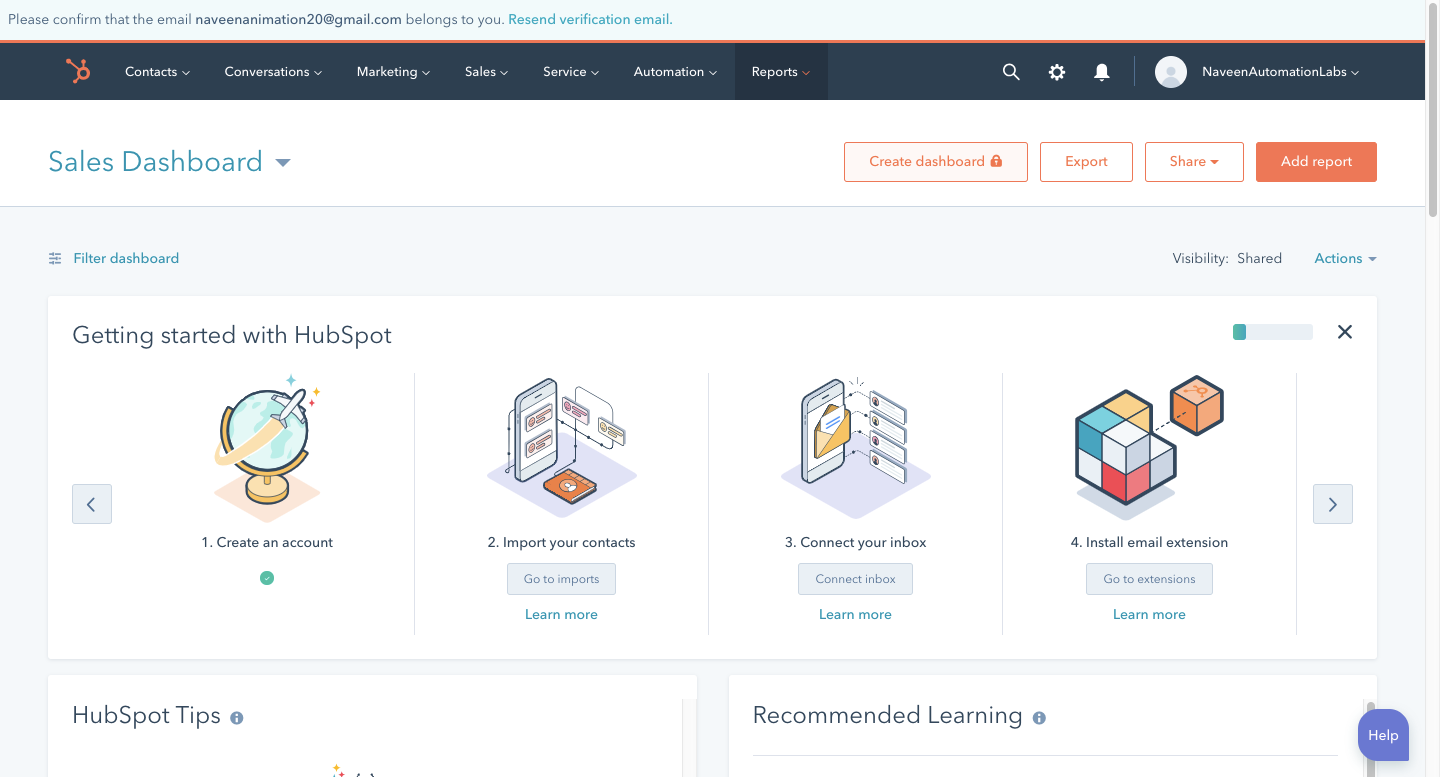 Please confirm that the email naveenanimation20@gmail.com belongs to you. Resend verification email.
Contacts Conversations Marketing Sales Service Automation Reports NaveenAutomationLabs
Sales Dashboard
Create dashboard Export Share Add report
Filter dashboard
Visibility: Shared Actions
Getting started with HubSpot
1. Create an account
2. Import your contacts
Go to imports
Learn more
3. Connect your inbox
Connect inbox
Learn more
4. Install email extension
Go to extensions
Learn more
HubSpot Tips
Recommended Learning
Help